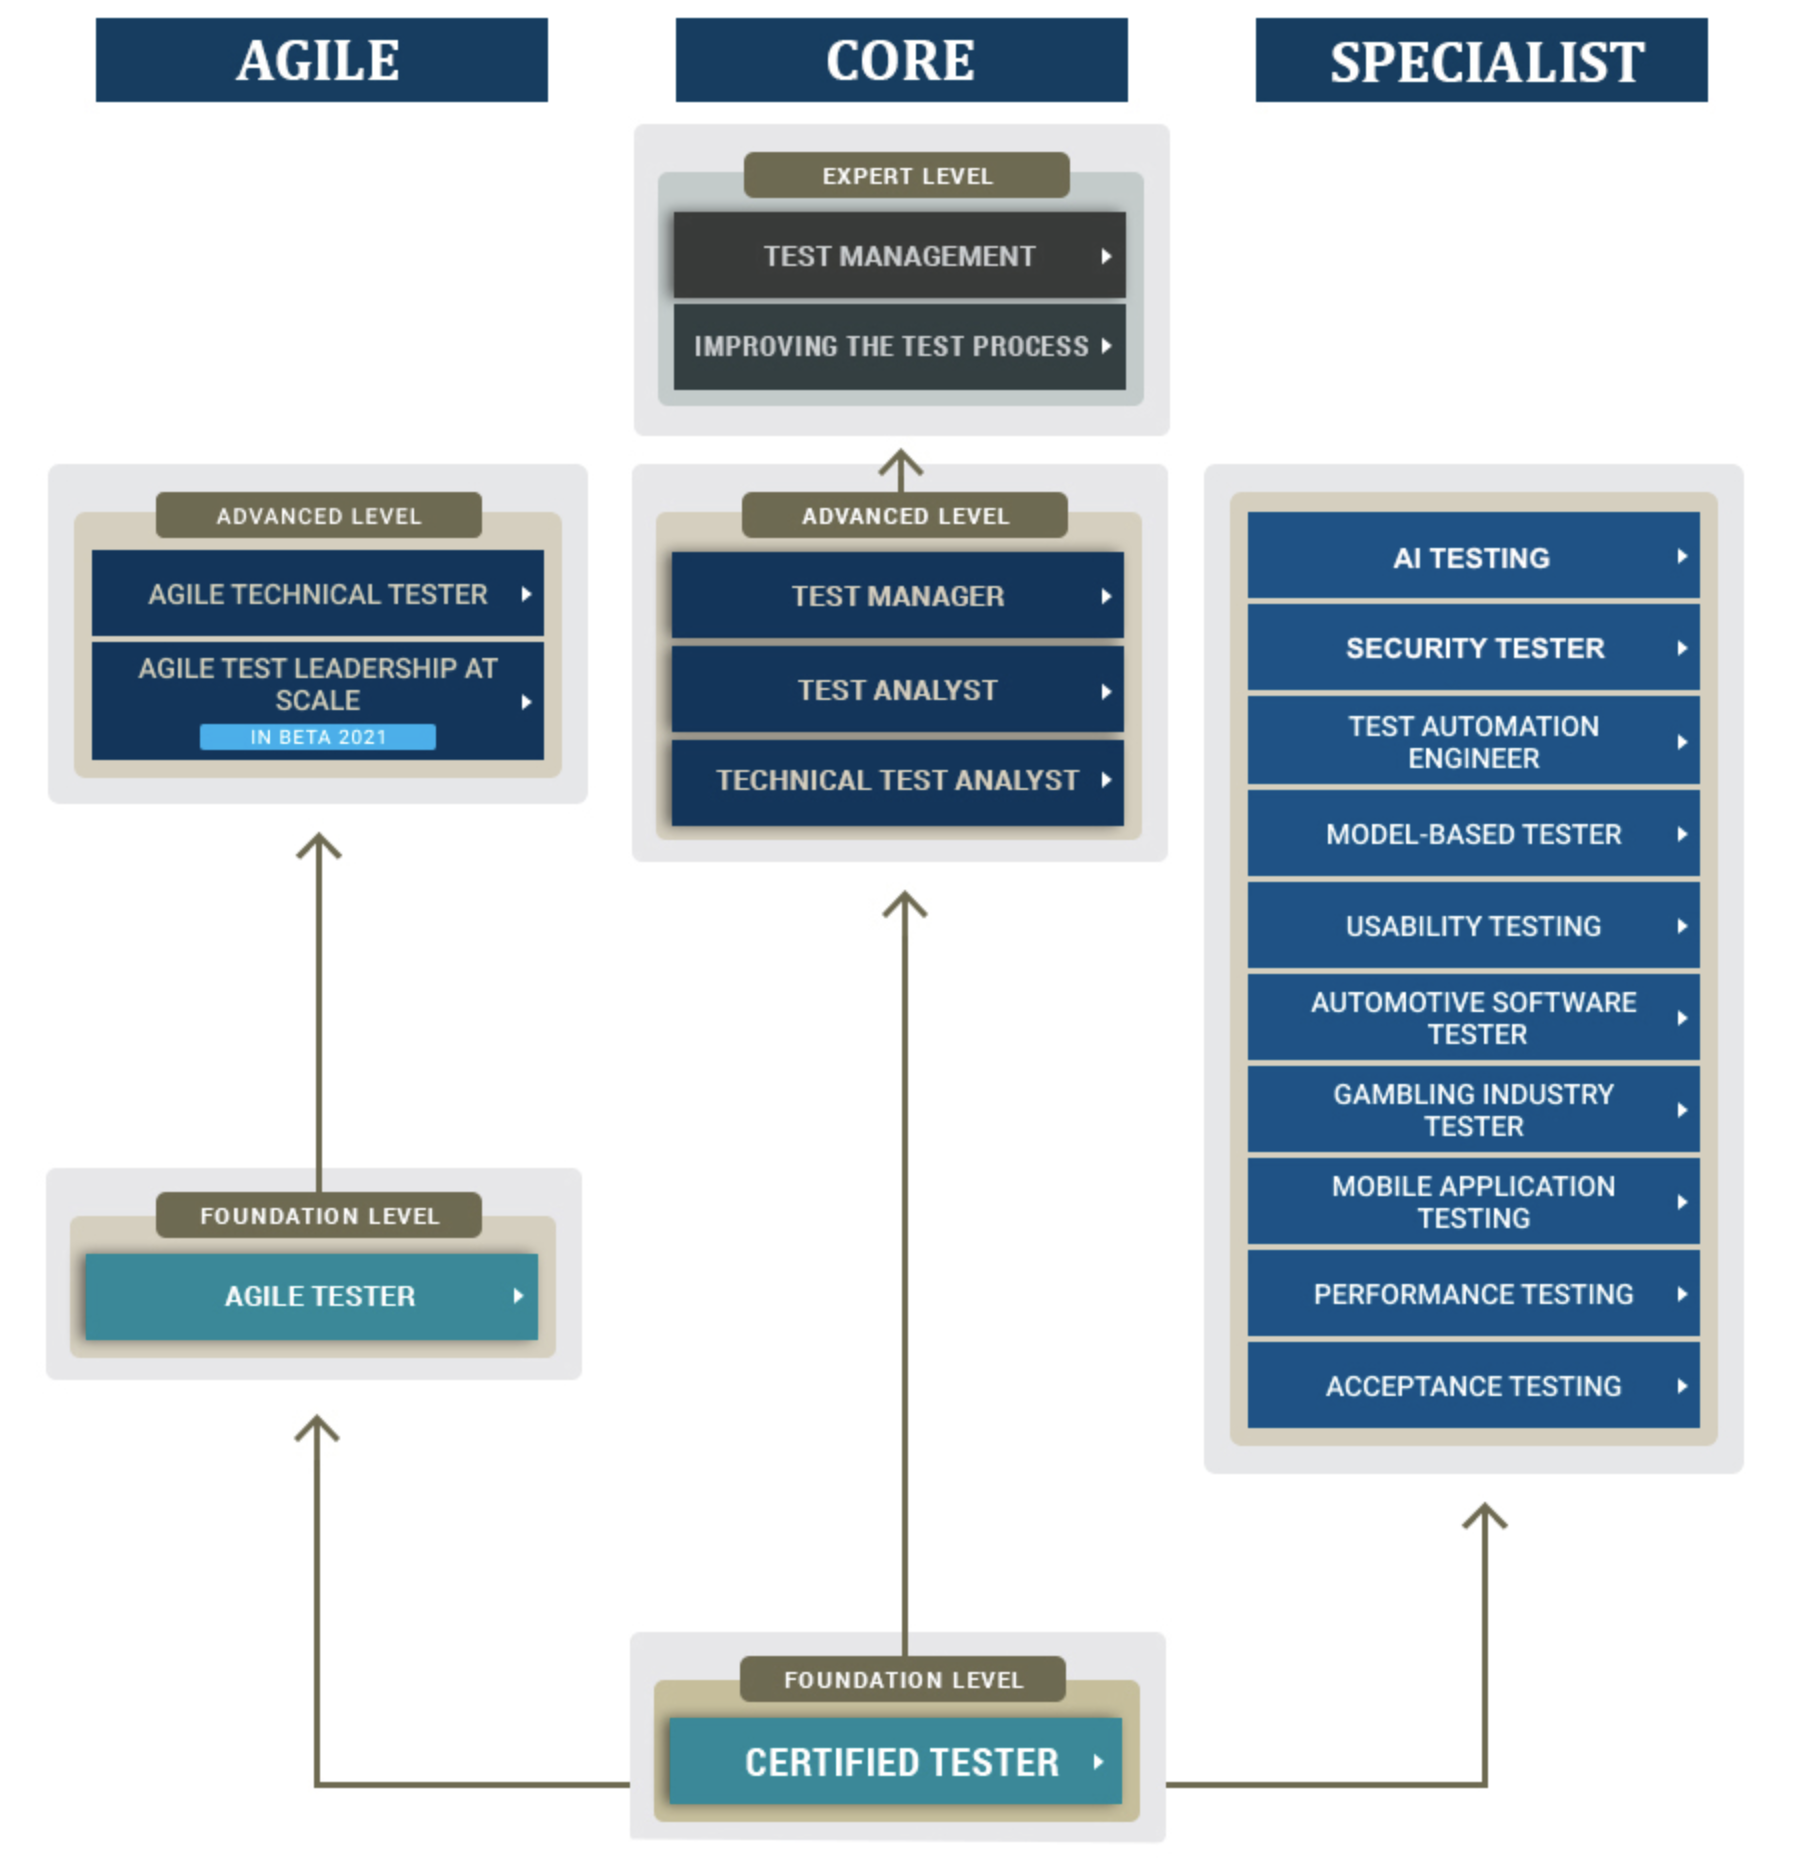 AGILE
CORE
SPECIALIST
EXPERT LEVEL
TEST MANAGEMENT
IMPROVING THE TEST PROCESS
ADVANCED LEVEL
AGILE TECHNICAL TESTER
AGILE TEST LEADERSHIP AT
SCALE
IN BETA 2021
ADVANCED LEVEL
TEST MANAGER
TEST ANALYST
TECHNICAL TEST ANALYST
AI TESTING
SECURITY TESTER
TEST AUTOMATION
ENGINEER
MODEL-BASED TESTER
USABILITY TESTING
AUTOMOTIVE SOFTWARE
TESTER
GAMBLING INDUSTRY
TESTER
MOBILE APPLICATION
TESTING
PERFORMANCE TESTING
ACCEPTANCE TESTING
FOUNDATION LEVEL
AGILE TESTER
FOUNDATION LEVEL
CERTIFIED TESTER